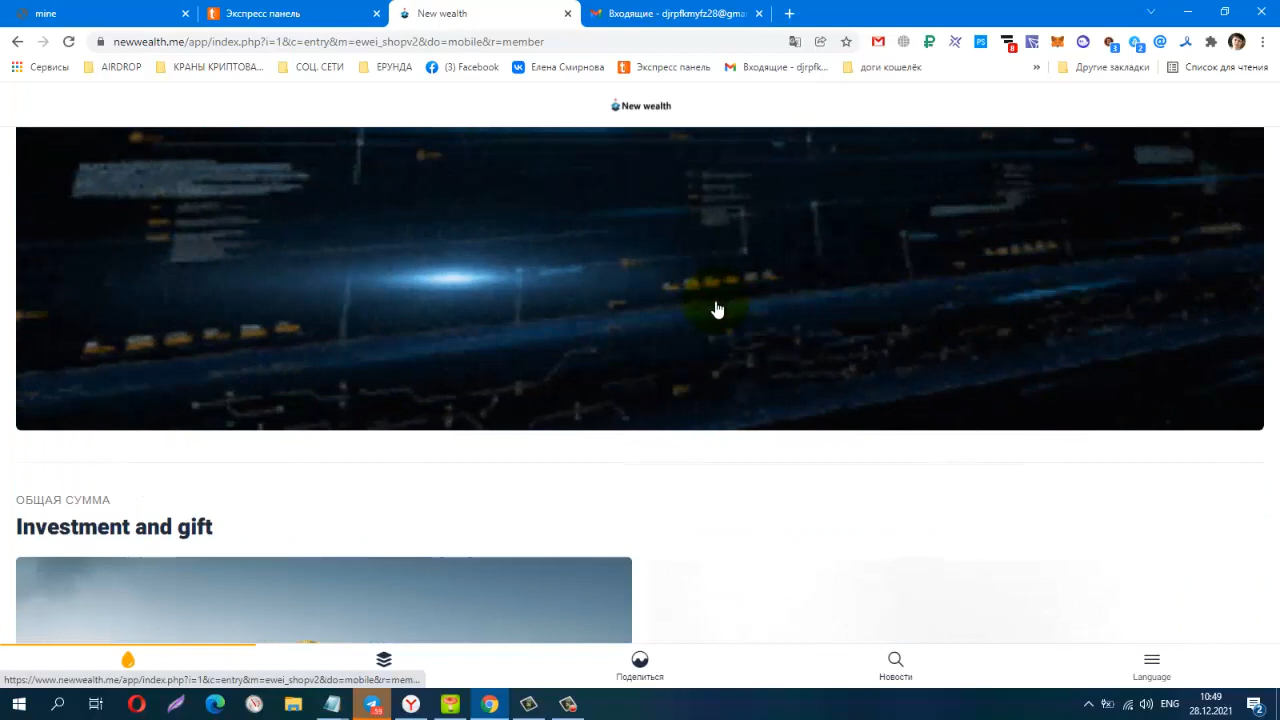 mine
Экспресс панель
New wealth
Входящие - djrpfkmyfz28@gma
newwealth.me/app/index.php?i=1&c=entry&m=ewei_shopv2&do=mobile&r=member
Сервисы
AIRDROP
КРАНЫ КРИПТОВА...
СОЦ. СЕТИ
ЕРУНДА
(3) Facebook
Елена Смирнова
Экспресс панель
Входящие - djrpfk...
доги кошелёк
»
Другие закладки
Список для чтения
New wealth
ОБЩАЯ СУММА
Investment and gift
Поделиться
Новости
Language
https://www.newwealth.me/app/index.php?i=1&c=entry&m=ewei_shopv2&do=mobile&r=mem...
ENG
10:49
28.12.2021